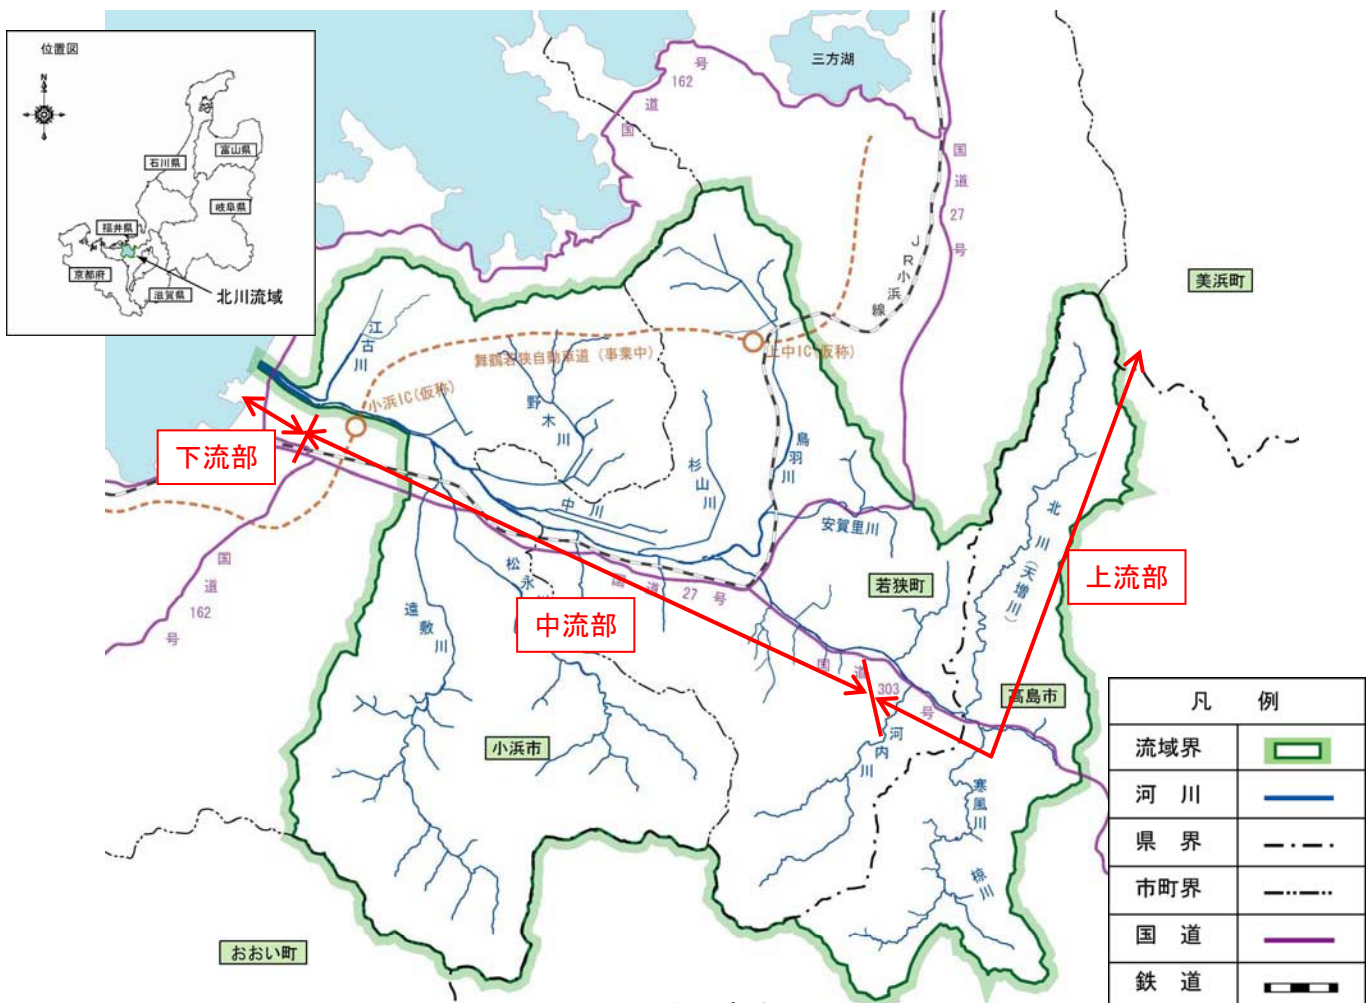 位置図
N
石川県
富山県
岐阜県
福井県
京都府
滋賀県
北川流域
三方湖
国道162号
国道27号
JR小浜線
美浜町
江古川
舞鶴若狭自動車道（事業中）
上中IC(仮称)
小浜IC(仮称)
野木川
鳥羽川
杉山川
下流部
中川
安賀里川
北川（天増川）
国道162号
松永
国道27号
若狭町
上流部
遠敷川
中流部
国道303号
高島市
小浜市
河内川
寒風川
椋川
おおい町
凡例
流域界
河川
県界
市町界
国道
鉄道